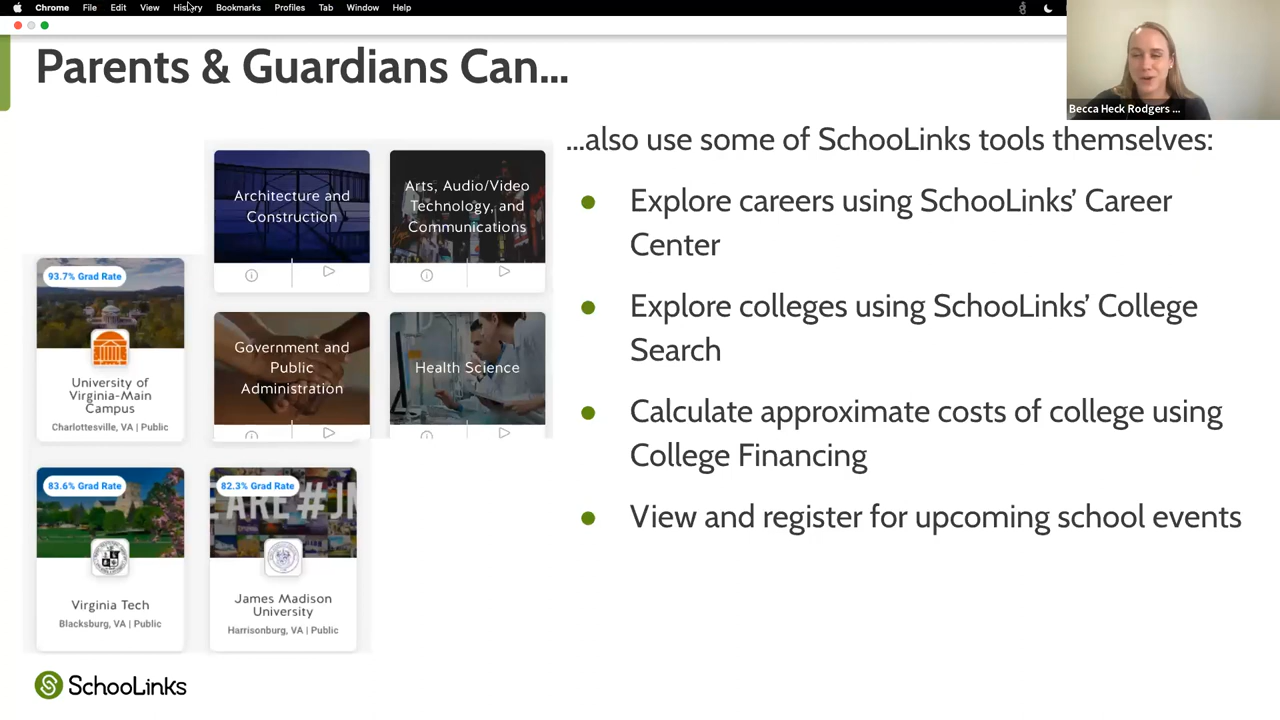 Chrome File Edit View History Bookmarks Profiles Tab Window Help
Becca Heck Rodgers ...
Parents & Guardians Can...
Architecture and
Construction
Arts, Audio/Video
Technology, and
Communications
93.7% Grad Rate
University of
Virginia-Main
Campus
Charlottesville, VA | Public
Government and
Public
Administration
Health Science
83.6% Grad Rate
Virginia Tech
Blacksburg, VA | Public
82.3% Grad Rate
EARE #JM
James Madison
University
Harrisonburg, VA | Public
...also use some of SchooLinks tools themselves:
● Explore careers using SchooLinks’ Career
Center
● Explore colleges using SchooLinks’ College
Search
● Calculate approximate costs of college using
College Financing
● View and register for upcoming school events
SchooLinks